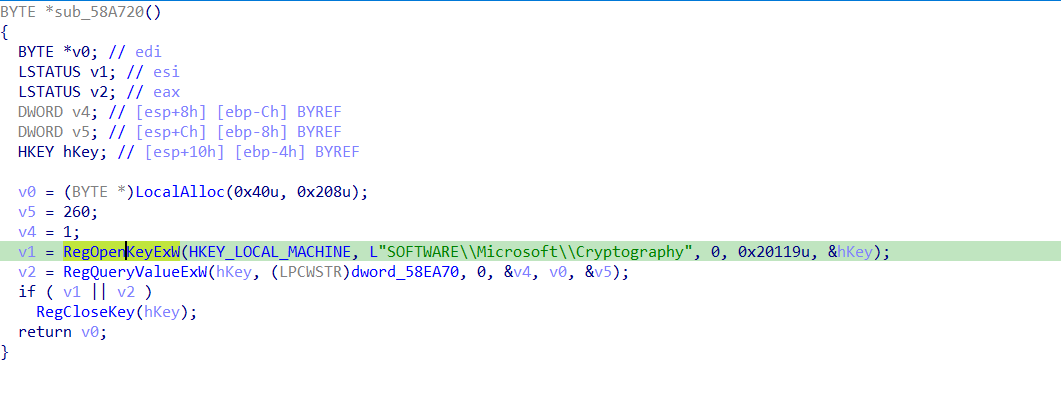 BYTE *sub_58A720()
{
  BYTE *v0; // edi
  LSTATUS v1; // esi
  LSTATUS v2; // eax
  DWORD v4; // [esp+8h] [ebp-Ch] BYREF
  DWORD v5; // [esp+Ch] [ebp-8h] BYREF
  HKEY hKey; // [esp+10h] [ebp-4h] BYREF

  v0 = (BYTE *)LocalAlloc(0x40u, 0x208u);
  v5 = 260;
  v4 = 1;
  v1 = RegOpenKeyExW(HKEY_LOCAL_MACHINE, L"SOFTWARE\\Microsoft\\Cryptography", 0, 0x20119u, &hKey);
  v2 = RegQueryValueExW(hKey, (LPCWSTR)dword_58EA70, 0, &v4, v0, &v5);
  if ( v1 || v2 )
    RegCloseKey(hKey);
  return v0;
}